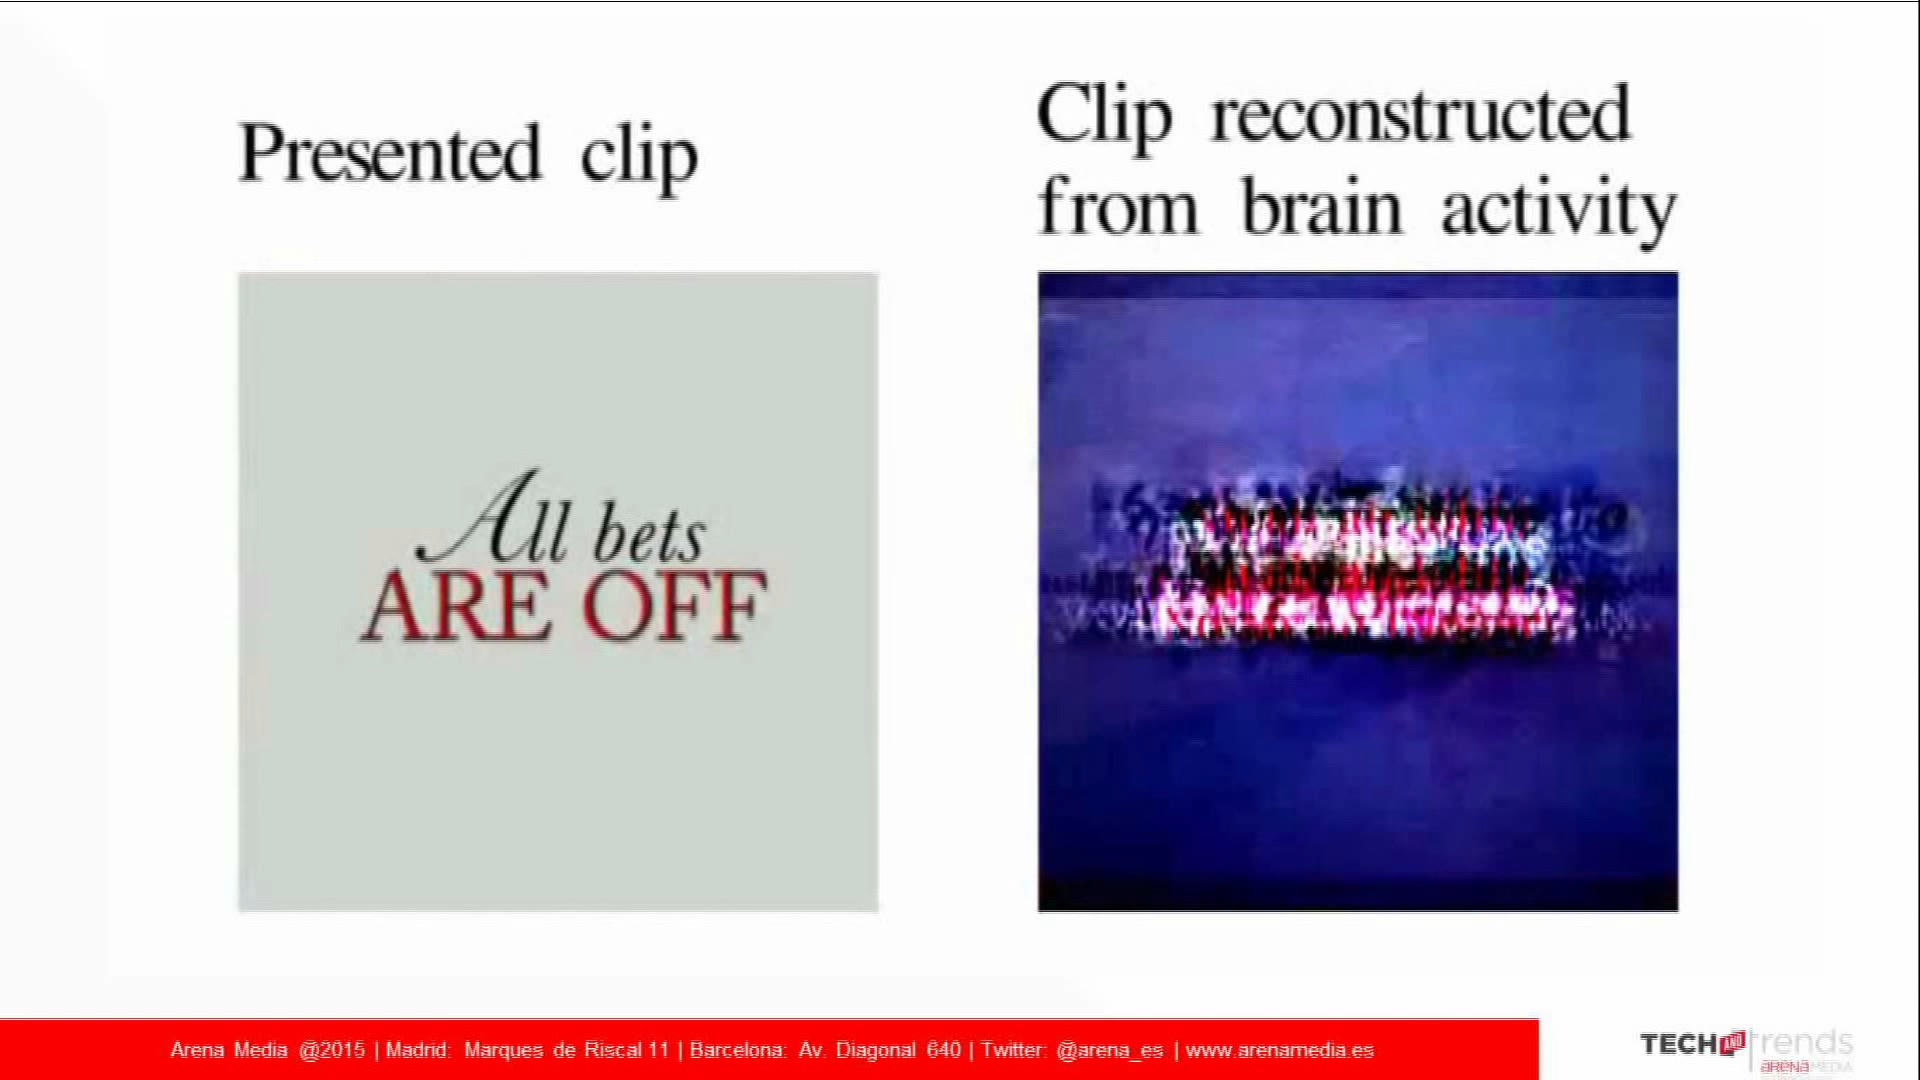 Presented clip
Clip reconstructed
from brain activity
All bets
ARE OFF
Arena Media @2015 | Madrid: Marques de Riscal 11 | Barcelona: Av. Diagonal 640 | Twitter: @arena_es | www.arenamedia.es
TECH AND trends
arena MEDIA